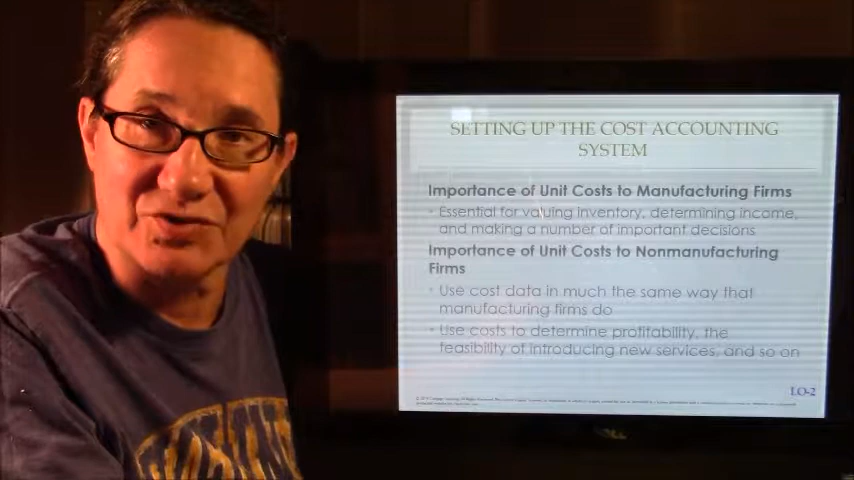 SETTING UP THE COST ACCOUNTING
SYSTEM
Importance of Unit Costs to Manufacturing Firms
• Essential for valuing inventory, determining income,
and making a number of important decisions
Importance of Unit Costs to Nonmanufacturing
Firms
• Use cost data in much the same way that
manufacturing firms do
• Use costs to determine profitability, the
feasibility of introducing new services, and so on
LO-2
DELL